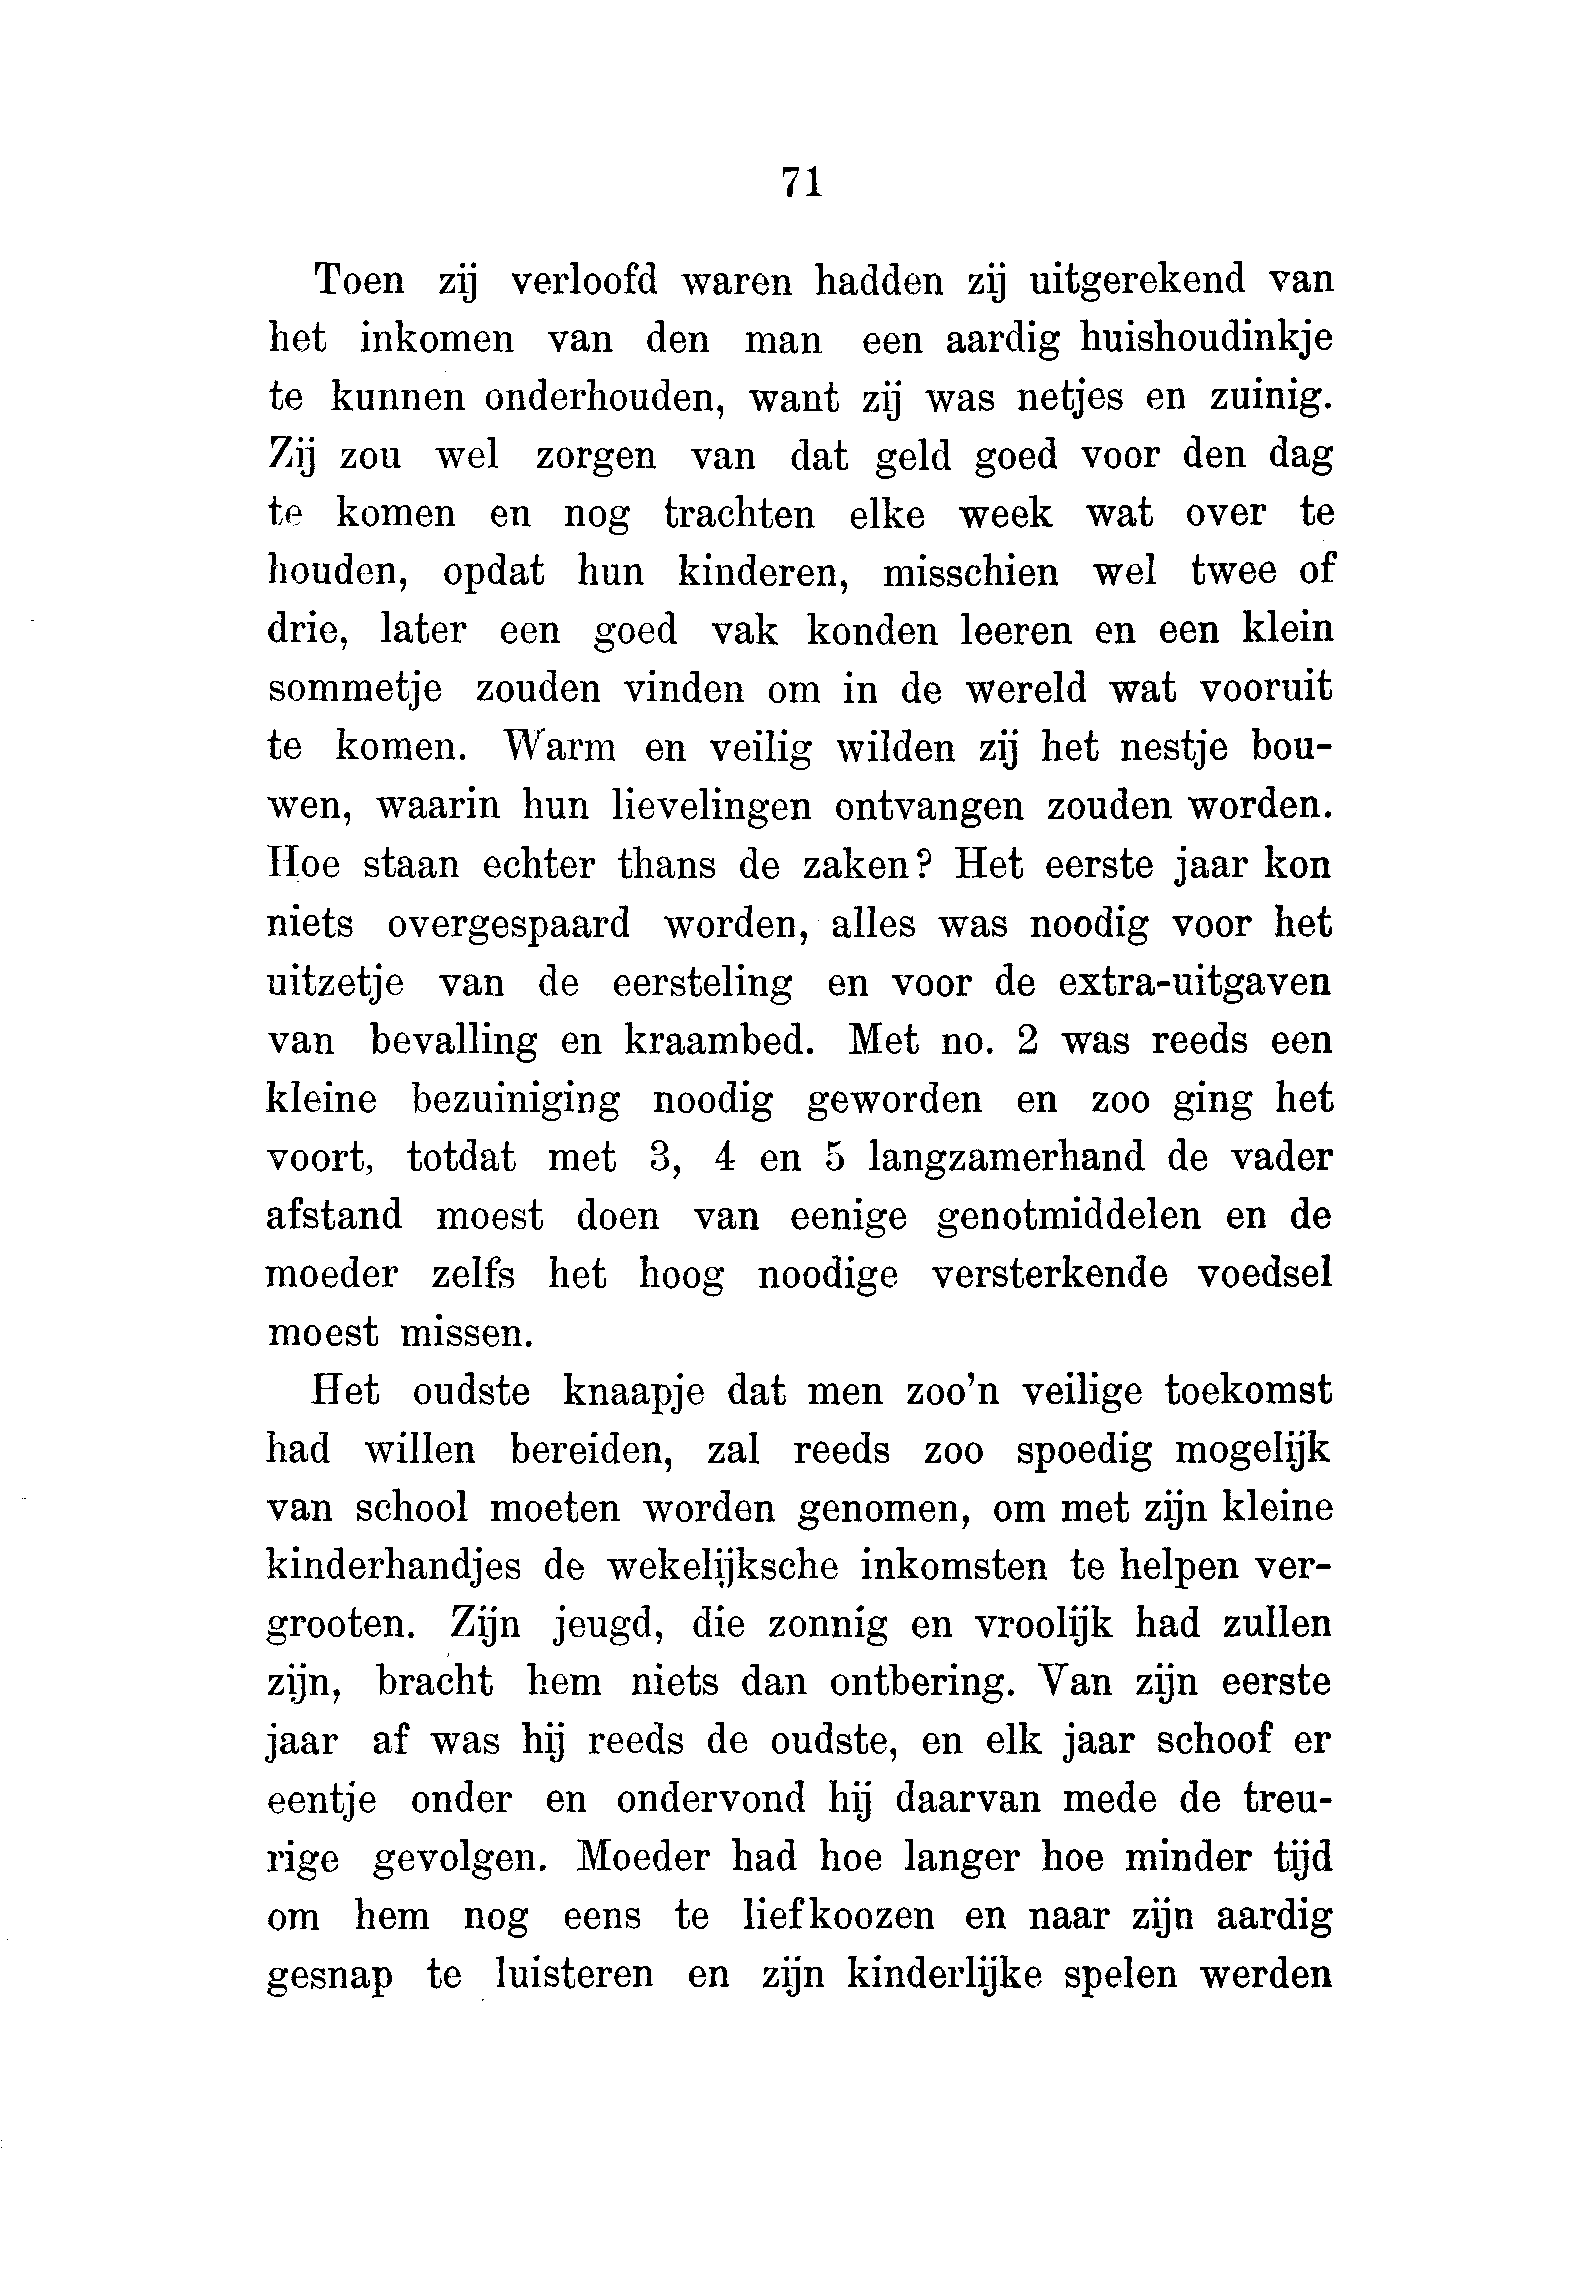 71
Toen zij verloofd waren hadden zij uitgerekend van
het inkomen van den man een aardig huishoudinkje
te kunnen onderhouden, want zij was netjes en zuinig.
Zij zou wel zorgen van dat geld goed voor den dag
te komen en nog trachten elke week wat over te
houden, opdat hun kinderen, misschien wel twee of
drie, later een goed vak konden leeren en een klein
sommetje zouden vinden om in de wereld wat vooruit
te komen. Warm en veilig wilden zij het nestje bou-
wen, waarin hun lievelingen ontvangen zouden worden.
Hoe staan echter thans de zaken? Het eerste jaar kon
niets overgespaard worden, alles was noodig voor het
uitzetje van de eersteling en voor de extra-uitgaven
van bevalling en kraambed. Met no. 2 was reeds een
kleine bezuiniging noodig geworden en zoo ging het
voort, totdat met 3, 4 en 5 langzamerhand de vader
afstand moest doen van eenige genotmiddelen en de
moeder zelfs het hoog noodige versterkende voedsel
moest missen.
Het oudste knaapje dat men zoo'n veilige toekomst
had willen bereiden, zal reeds zoo spoedig mogelijk
van school moeten worden genomen, om met zijn kleine
kinderhandjes de wekelijksche inkomsten te helpen ver-
grooten. Zijn jeugd, die zonnig en vroolijk had zullen
zijn, bracht hem niets dan ontbering. Van zijn eerste
jaar af was hij reeds de oudste, en elk jaar schoof er
eentje onder en ondervond hij daarvan mede de treu-
rige gevolgen. Moeder had hoe langer hoe minder tijd
om hem nog eens te liefkoozen en naar zijn aardig
gesnap te luisteren en zijn kinderlijke spelen werden